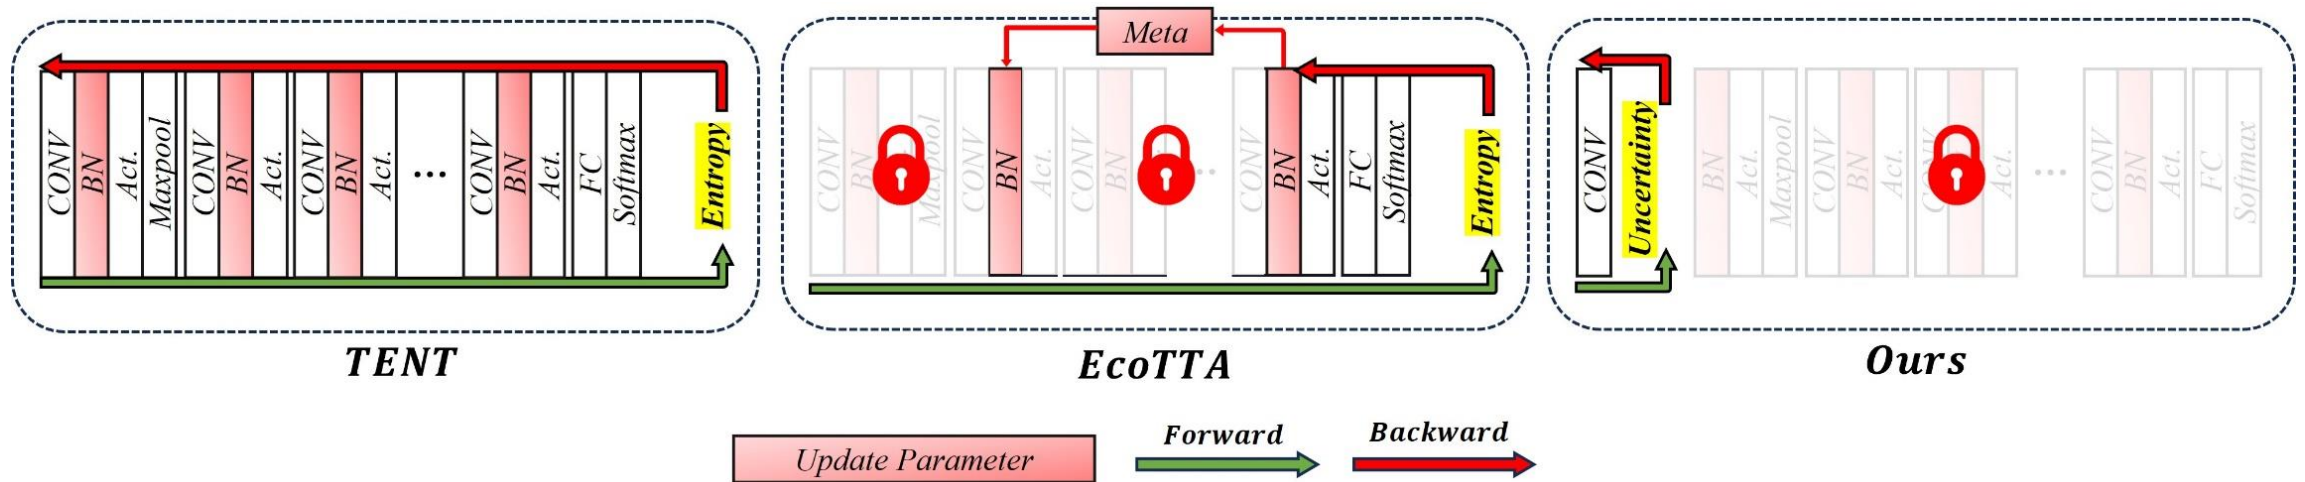 CONV
BN
Act.
Maxpool
CONV
BN
Act.
CONV
BN
Act.
...
CONV
BN
Act.
FC
Softmax
Entropy
TENT
Meta
CONV
BN
Maxpool
CONV
BN
Act.
CONV
BN
CONV
BN
Act.
FC
Softmax
Entropy
EcoTTA
CONV
Uncertainty
BN
Act.
Maxpool
CONV
BN
Act.
CONV
BN
Act.
...
CONV
BN
Act.
FC
Softmax
Ours
Update Parameter
Forward
Backward